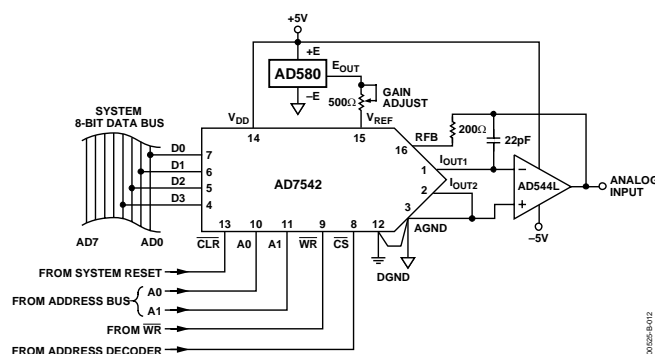 +5V
+E
AD580
EOUT
–E
500Ω
GAIN
ADJUST
SYSTEM
8-BIT DATA BUS
VDD
VREF
14
15
RFB
200Ω
22pF
16
D0
7
D1
6
D2
5
D3
4
AD7542
IOUT1
1
IOUT2
2
3
AGND
–
+
AD544L
ANALOG
INPUT
–5V
AD7
AD0
13
10
11
9
8
12
CLR
A0
A1
WR
CS
DGND
FROM SYSTEM RESET
FROM ADDRESS BUS
A0
A1
FROM WR
FROM ADDRESS DECODER
00525-B-012